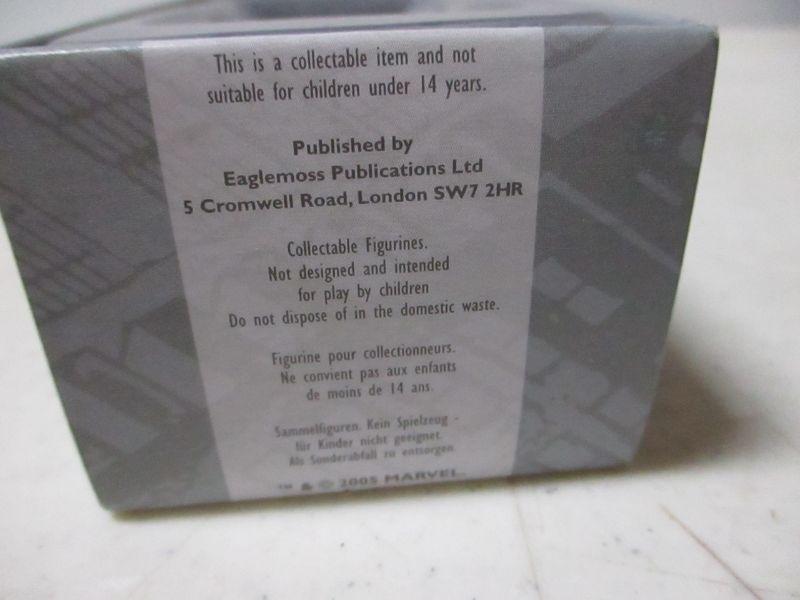 This is a collectable item and not
suitable for children under 14 years.
Published by
Eaglemoss Publications Ltd
5 Cromwell Road, London SW7 2HR
Collectable Figurines.
Not designed and intended
for play by children
Do not dispose of in the domestic waste.
Figurine pour collectionneurs.
Ne convient pas aux enfants
de moins de 14 ans.
Sammelfiguren. Kein Spielzeug -
für Kinder nicht geeignet.
Als Sonderabfall zu entsorgen.
™ & © 2005 MARVEL.